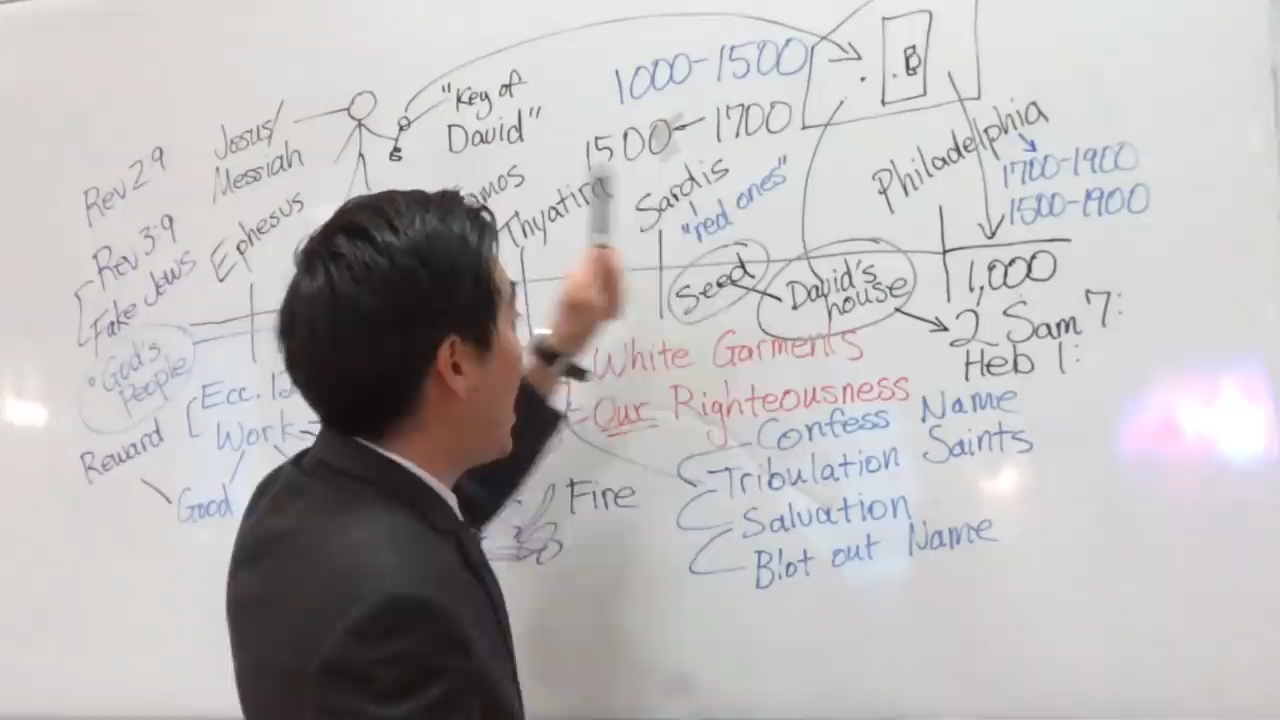 "Key of
David"
1000-1500
1500-1700
B
Jesus/
Messiah
Rev 2:9
Rev 3:9
Fake Jews
Ephesus
Thyatira
Sardis
"red ones"
Philadelphia
1700-1900
1500-1900
Seed
David's
house
1,000
2 Sam 7:
Heb 1:
God's
People
Ecc. 12
Work
Reward
Good
White Garments
Our Righteousness
Fire
Confess Name
Tribulation Saints
Salvation
Blot out Name